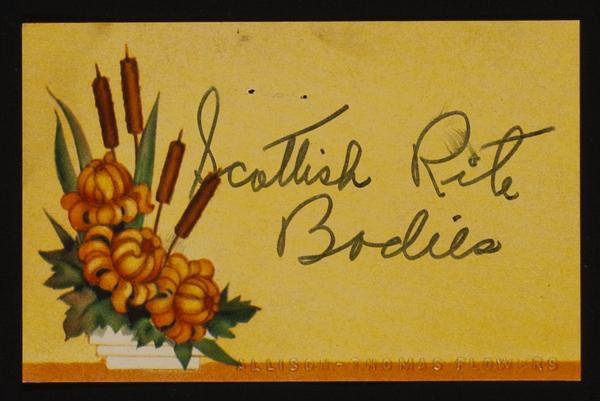 Scottish Rite
Bodies
ALLISON-THOMAS FLOWERS